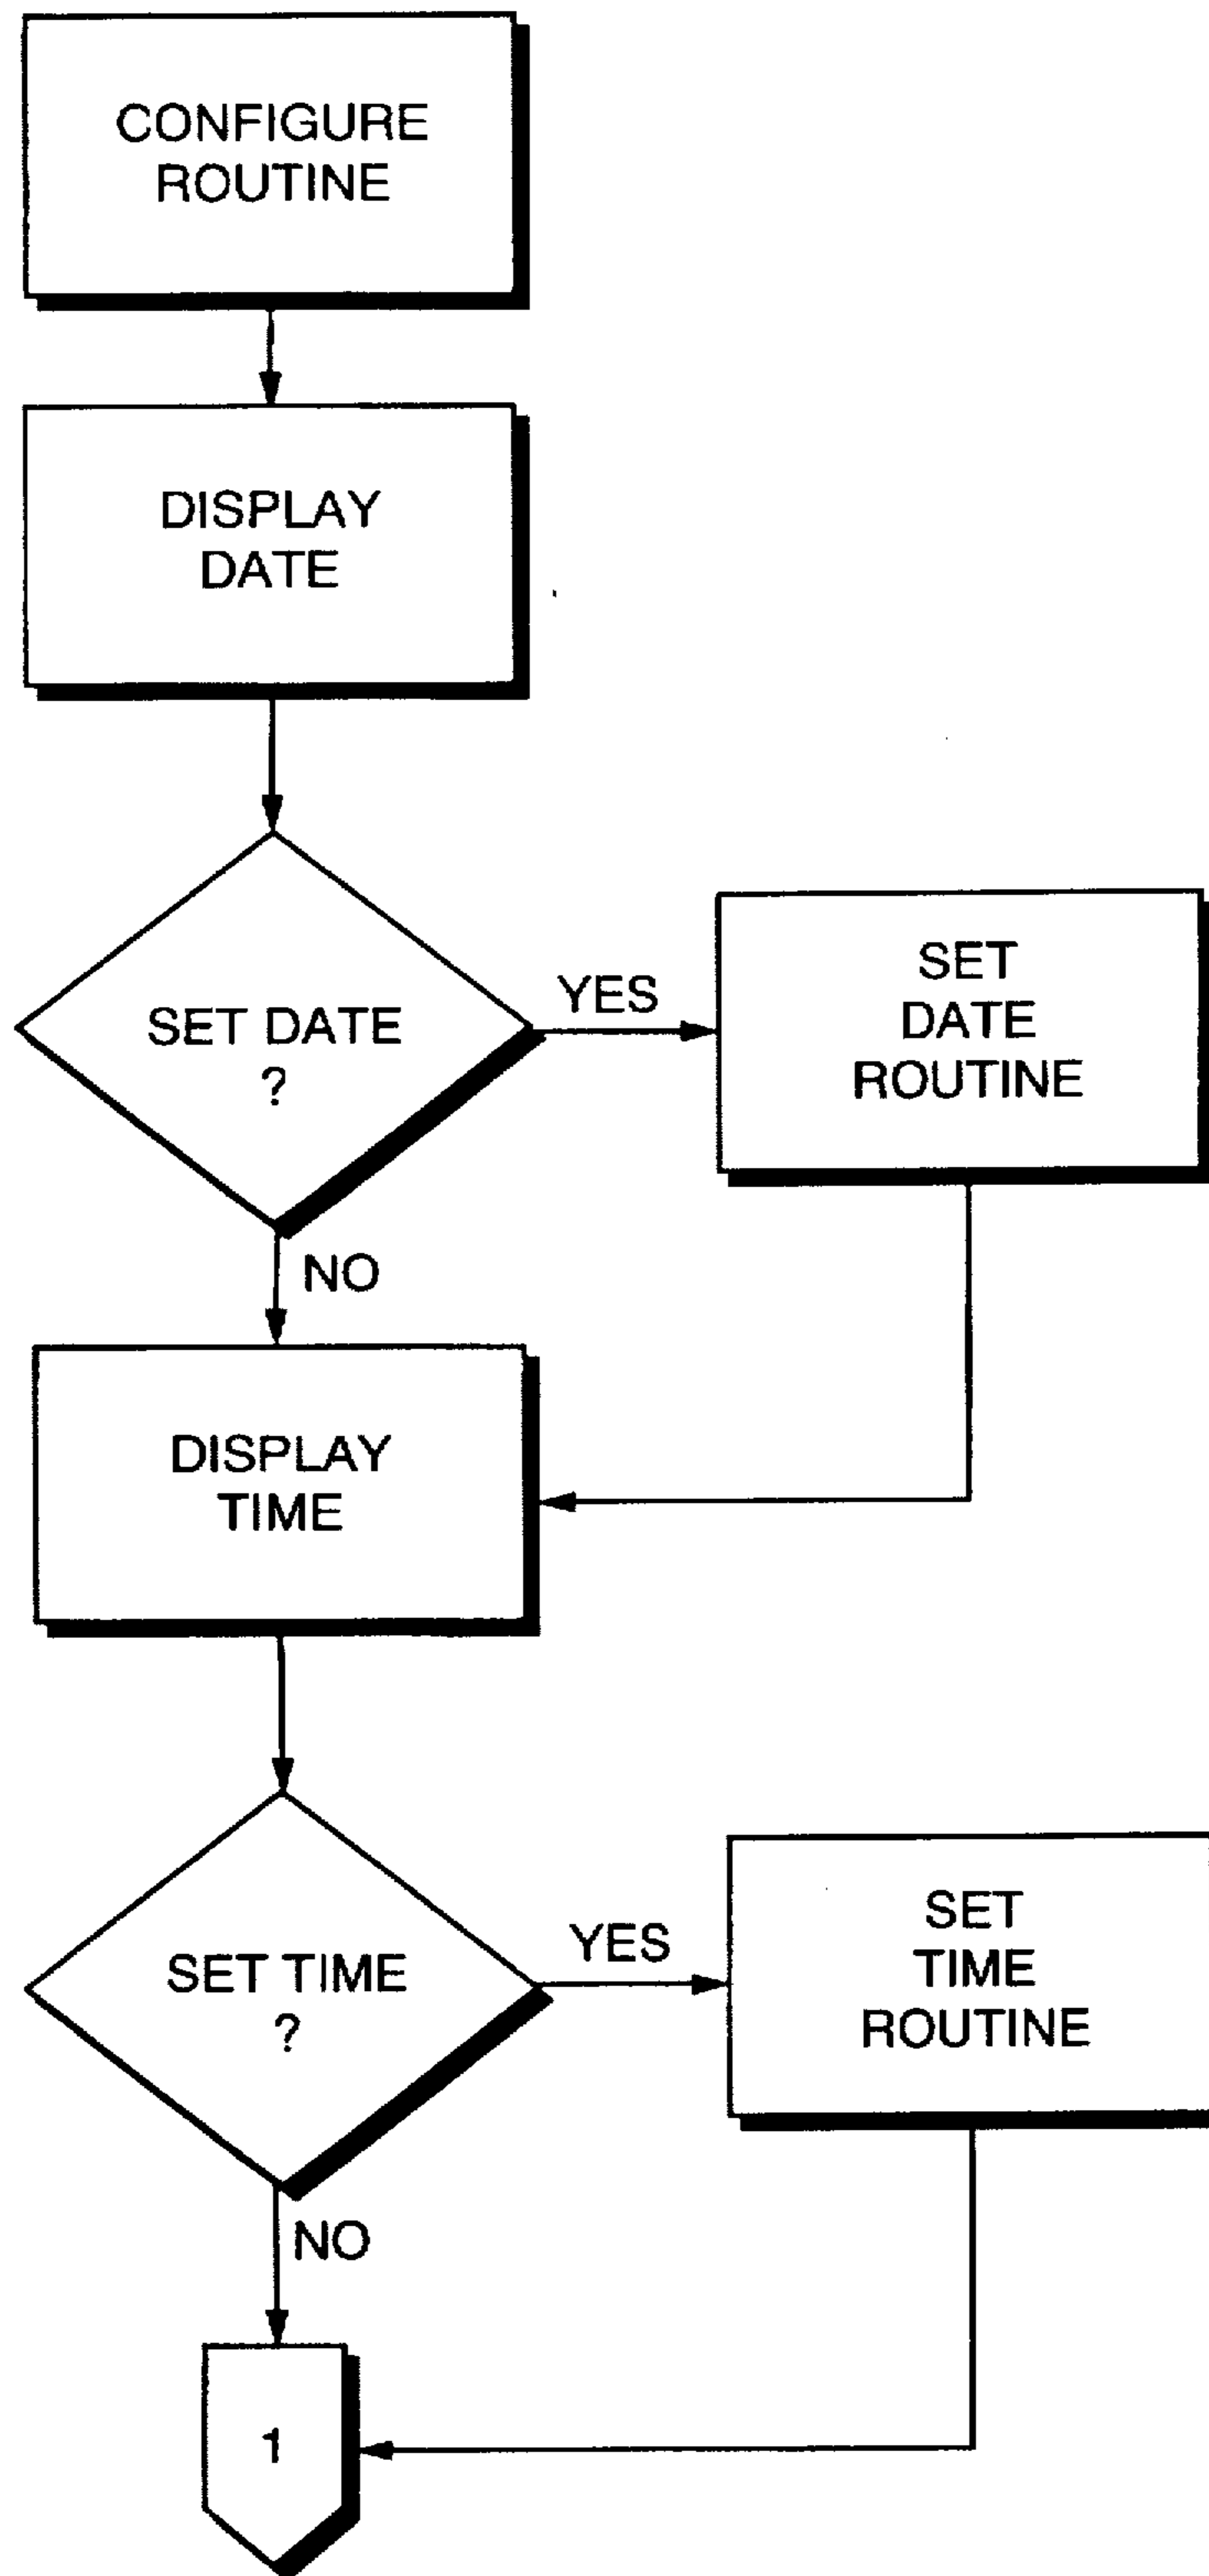 CONFIGURE
ROUTINE
DISPLAY
DATE
SET DATE
?
YES
SET
DATE
ROUTINE
NO
DISPLAY
TIME
SET TIME
?
YES
SET
TIME
ROUTINE
NO
1